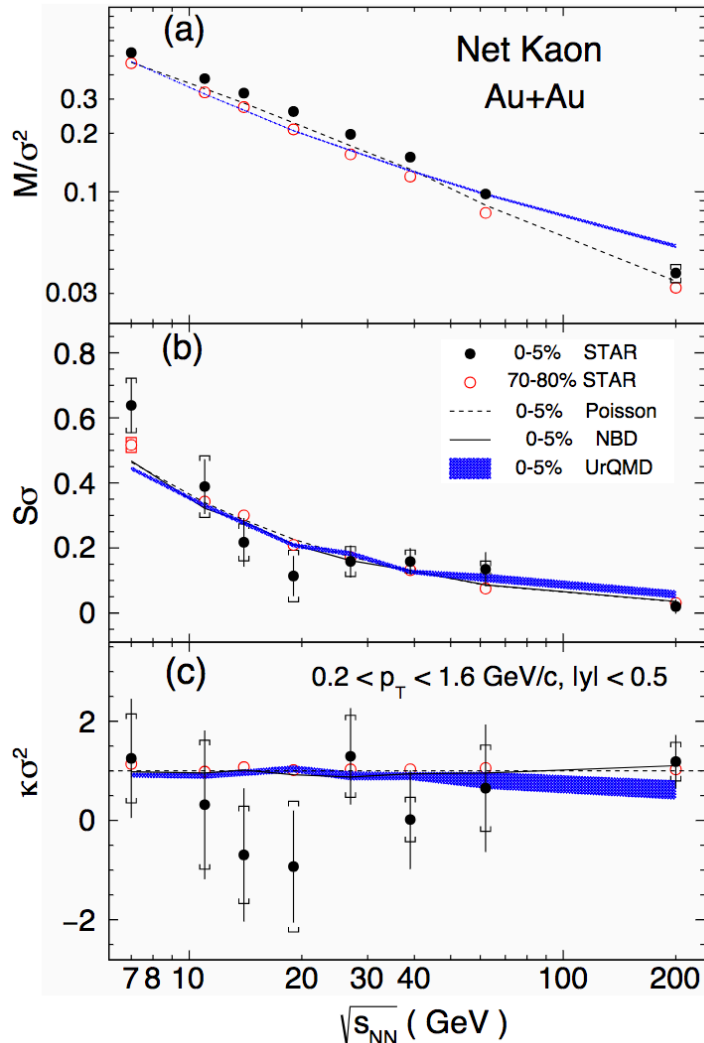 (a)
Net Kaon
Au+Au
0.3
0.2
0.1
0.03
M/σ²
(b)
0-5% STAR
70-80% STAR
0-5% Poisson
0-5% NBD
0-5% UrQMD
0.8
0.6
0.4
0.2
0
Sσ
(c)
0.2 < p_T < 1.6 GeV/c, |y| < 0.5
2
0
−2
κσ²
7 8 10 20 30 40 100 200
√s_NN ( GeV )